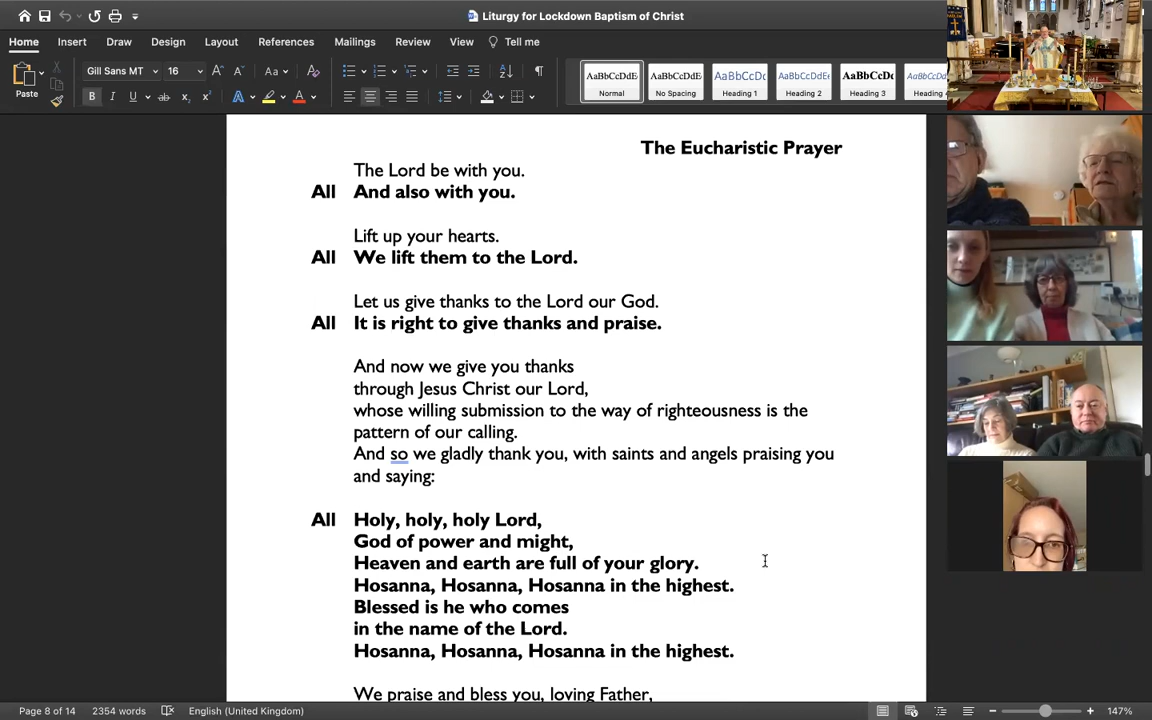 Liturgy for Lockdown Baptism of Christ
Home Insert Draw Design Layout References Mailings Review View Tell me
Paste
Gill Sans MT 16
AaBbCcDdE AaBbCcDdE AaBbCcDc AaBbCcDdEe AaBbCcDc AaBbCcDdE
Normal No Spacing Heading 1 Heading 2 Heading 3 Heading
The Eucharistic Prayer
The Lord be with you.
All And also with you.
Lift up your hearts.
All We lift them to the Lord.
Let us give thanks to the Lord our God.
All It is right to give thanks and praise.
And now we give you thanks
through Jesus Christ our Lord,
whose willing submission to the way of righteousness is the
pattern of our calling.
And so we gladly thank you, with saints and angels praising you
and saying:
All Holy, holy, holy Lord,
God of power and might,
Heaven and earth are full of your glory.
Hosanna, Hosanna, Hosanna in the highest.
Blessed is he who comes
in the name of the Lord.
Hosanna, Hosanna, Hosanna in the highest.
We praise and bless you, loving Father,
Page 8 of 14 2354 words English (United Kingdom) 147%